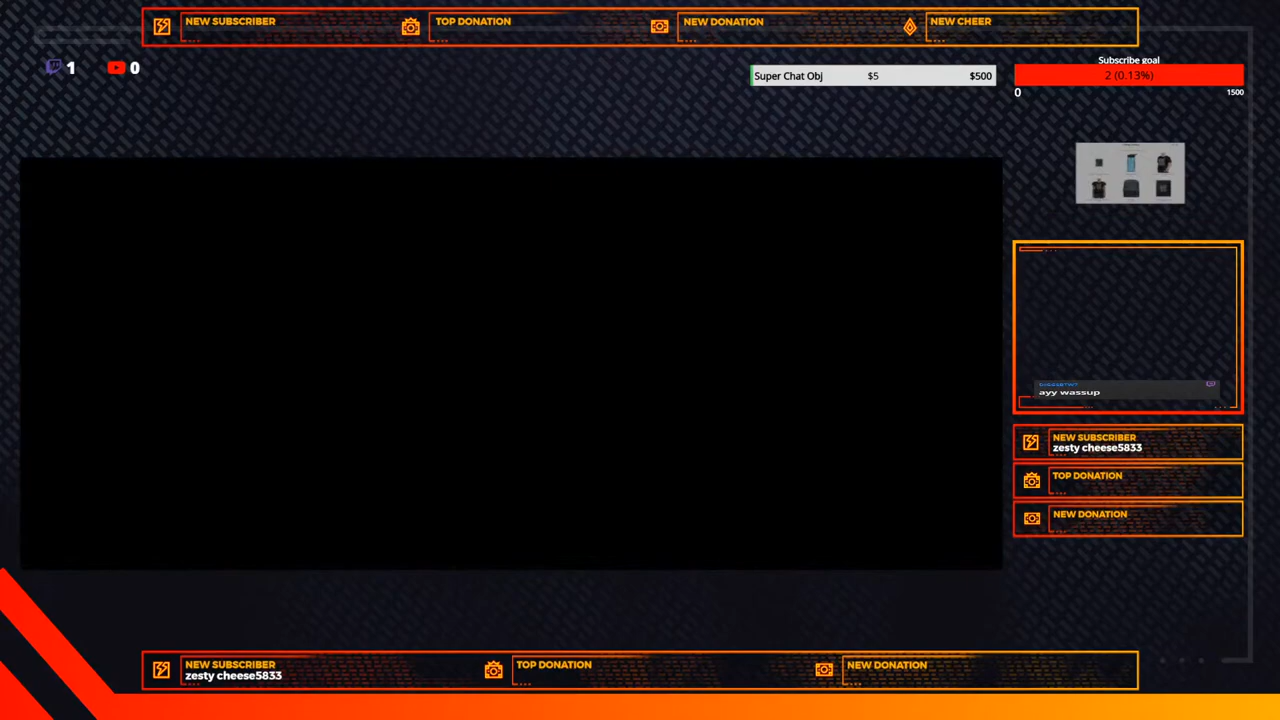 NEW SUBSCRIBER
TOP DONATION
NEW DONATION
NEW CHEER
1
0
Super Chat Obj $5 $500
Subscribe goal
2 (0.13%)
0 1500
ayy wassup
NEW SUBSCRIBER
zesty cheese5833
TOP DONATION
NEW DONATION
NEW SUBSCRIBER
zesty cheese5833
TOP DONATION
NEW DONATION